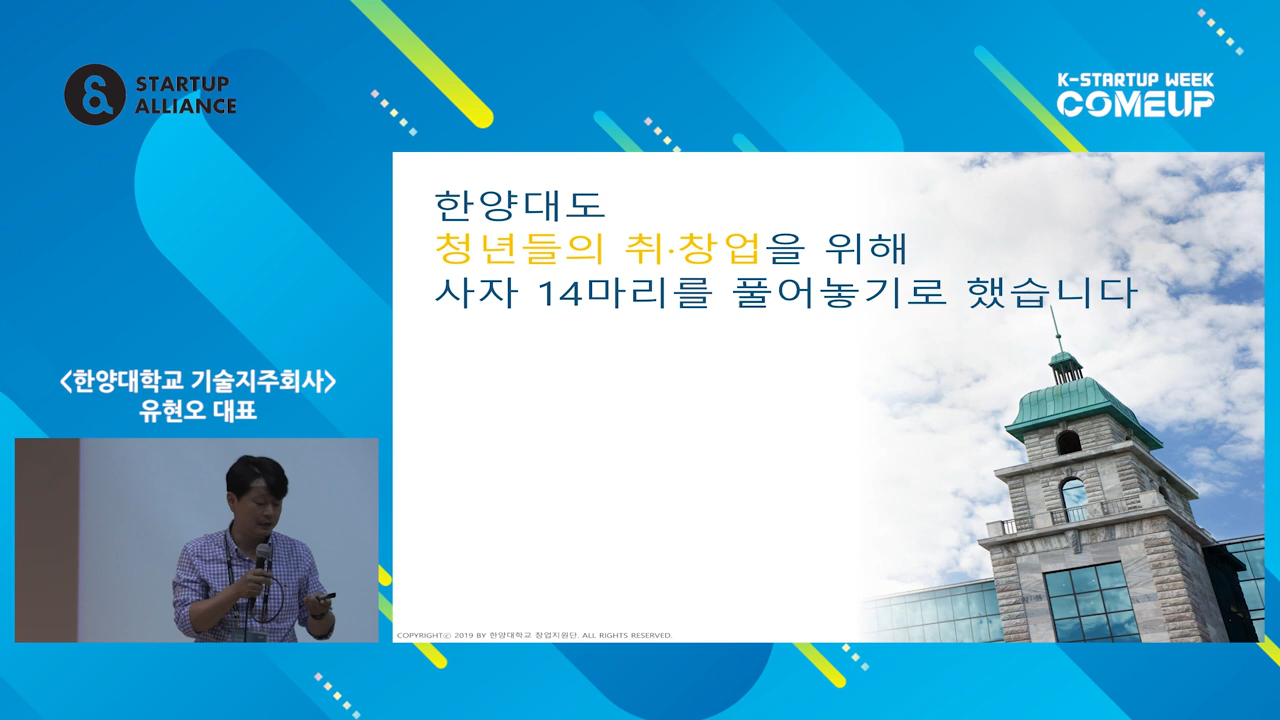 STARTUP
ALLIANCE
K-STARTUP WEEK
COMEUP
한양대도
청년들의 취·창업을 위해
사자 14마리를 풀어놓기로 했습니다
<한양대학교 기술지주회사>
유현오 대표
COPYRIGHTⓒ 2019 BY 한양대학교 창업지원단. ALL RIGHTS RESERVED.